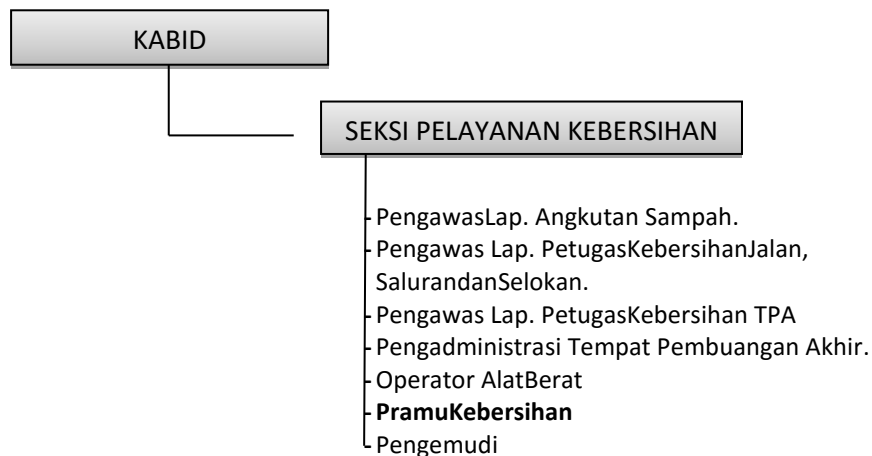 KABID
SEKSI PELAYANAN KEBERSIHAN
- PengawasLap. Angkutan Sampah.
- Pengawas Lap. PetugasKebersihanJalan,
SalurandanSelokan.
- Pengawas Lap. PetugasKebersihan TPA
- Pengadministrasi Tempat Pembuangan Akhir.
- Operator AlatBerat
- PramuKebersihan
- Pengemudi